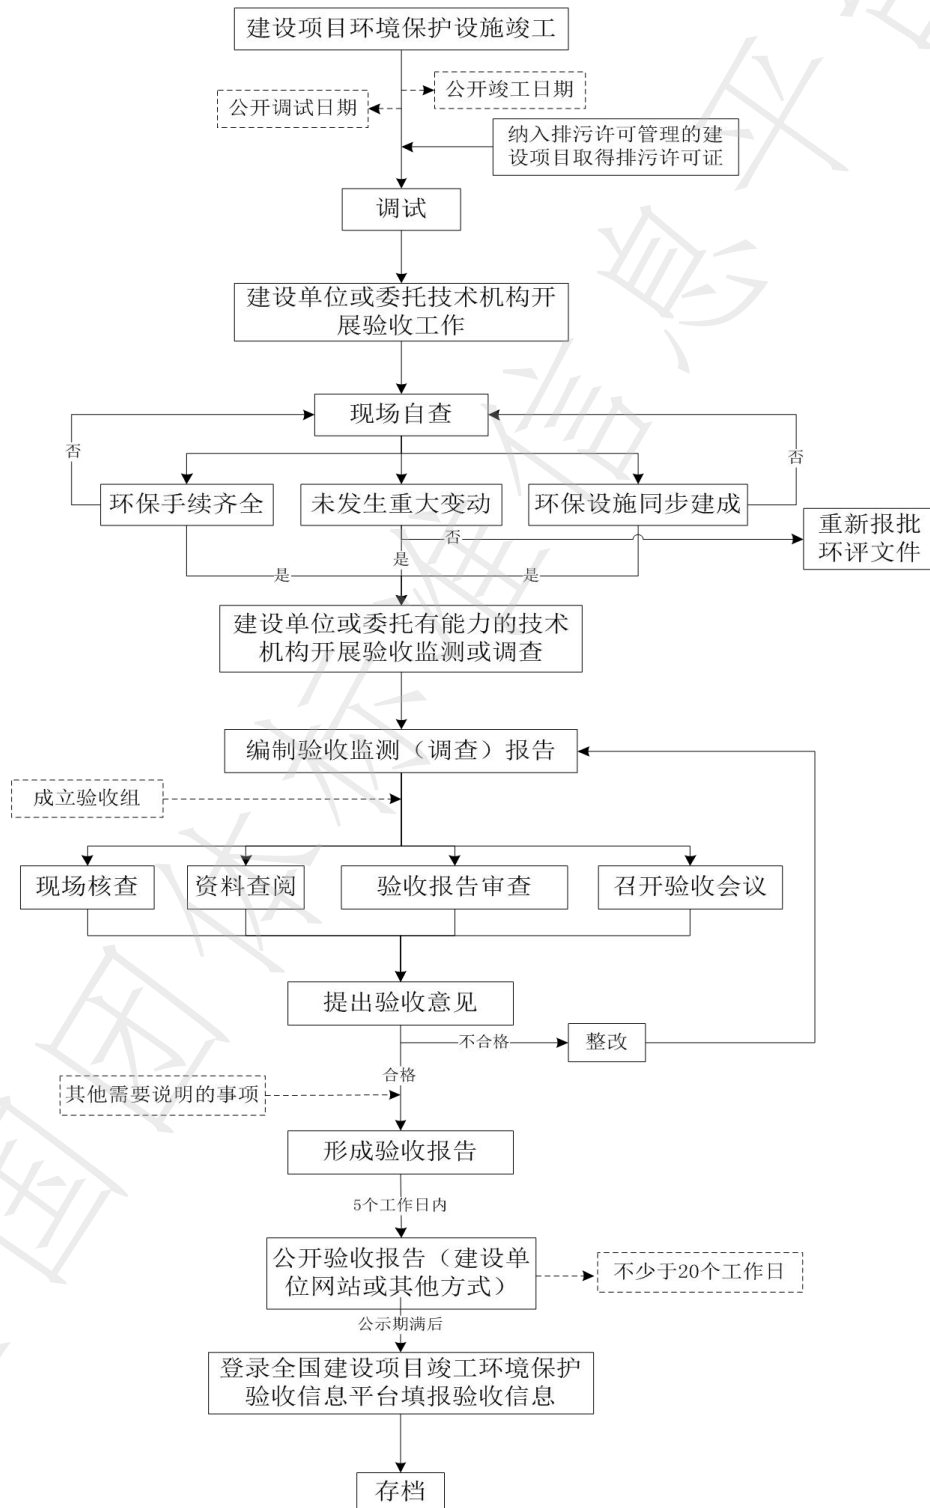 建设项目环境保护设施竣工
公开竣工日期
公开调试日期
纳入排污许可管理的建
设项目取得排污许可证
调试
建设单位或委托技术机构开
展验收工作
现场自查
否
否
环保手续齐全
未发生重大变动
环保设施同步建成
否
重新报批
环评文件
是
是
是
建设单位或委托有能力的技术
机构开展验收监测或调查
编制验收监测（调查）报告
成立验收组
现场核查
资料查阅
验收报告审查
召开验收会议
提出验收意见
不合格
整改
合格
其他需要说明的事项
形成验收报告
5个工作日内
公开验收报告（建设单
位网站或其他方式）
不少于20个工作日
公示期满后
登录全国建设项目竣工环境保护
验收信息平台填报验收信息
存档
国团体标准信息平